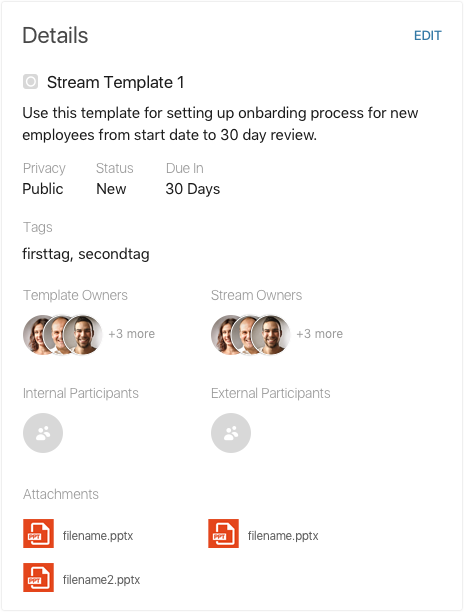 Details
EDIT
Stream Template 1
Use this template for setting up onbarding process for new
employees from start date to 30 day review.
Privacy Status Due In
Public New 30 Days
Tags
firsttag, secondtag
Template Owners Stream Owners
+3 more +3 more
Internal Participants External Participants
Attachments
PPT filename.pptx PPT filename.pptx
PPT filename2.pptx